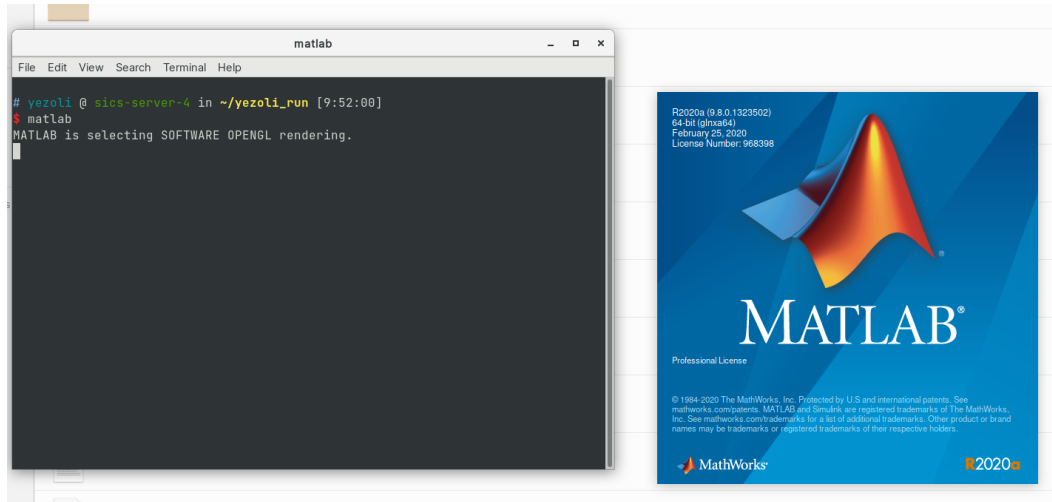 matlab
File Edit View Search Terminal Help
# yezoli @ sics-server-4 in ~/yezoli_run [9:52:00]
$ matlab
MATLAB is selecting SOFTWARE OPENGL rendering.
R2020a (9.8.0.1323502)
64-bit (glnxa64)
February 25, 2020
License Number: 968398
®
MATLAB®
Professional License
© 1984-2020 The MathWorks, Inc. Protected by U.S and international patents. See
mathworks.com/patents. MATLAB and Simulink are registered trademarks of The MathWorks,
Inc. See mathworks.com/trademarks for a list of additional trademarks. Other product or brand
names may be trademarks or registered trademarks of their respective holders.
MathWorks®
R2020a